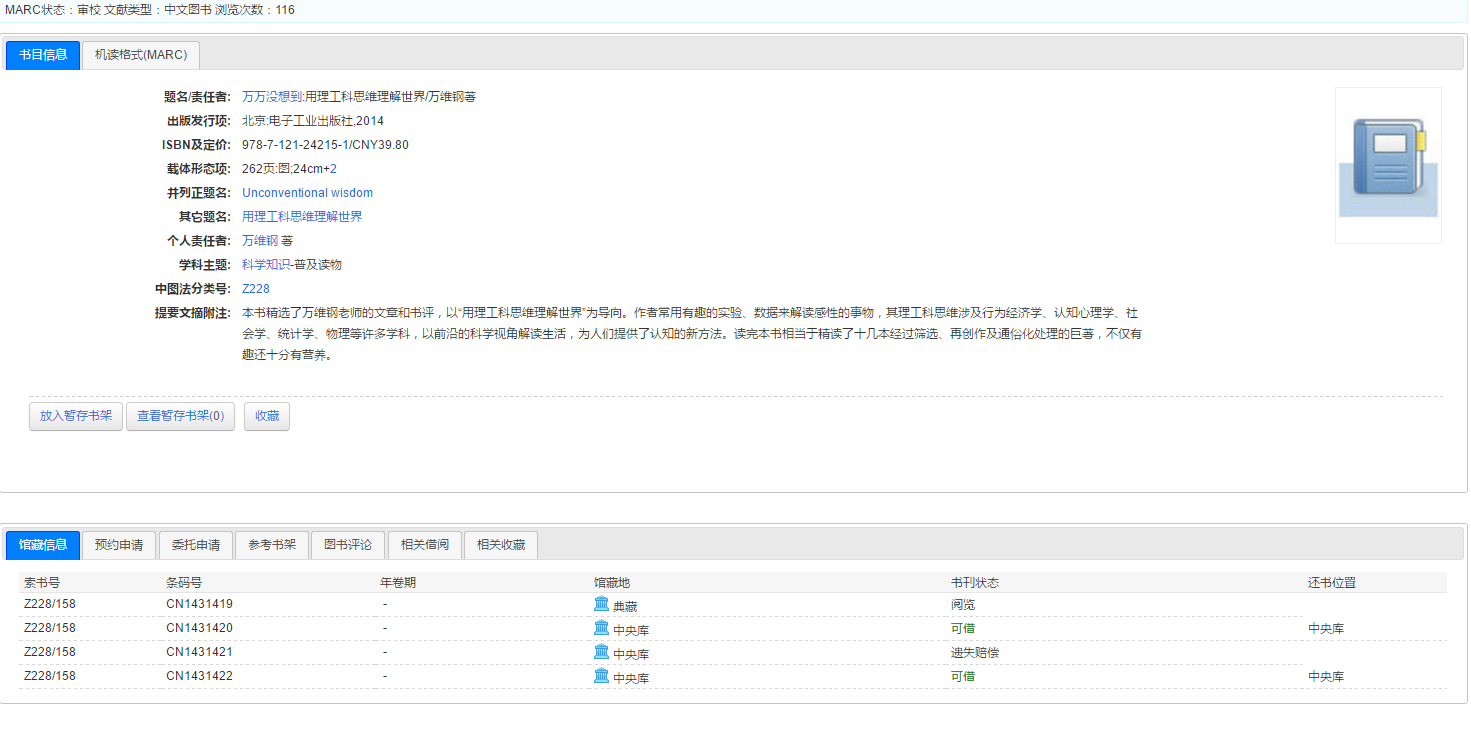 MARC状态：审校 文献类型：中文图书 浏览次数：116
书目信息 机读格式(MARC)
题名/责任者: 万万没想到:用理工科思维理解世界/万维钢著
出版发行项: 北京:电子工业出版社,2014
ISBN及定价: 978-7-121-24215-1/CNY39.80
载体形态项: 262页:图;24cm+2
并列正题名: Unconventional wisdom
其它题名: 用理工科思维理解世界
个人责任者: 万维钢 著
学科主题: 科学知识-普及读物
中图法分类号: Z228
提要文摘附注: 本书精选了万维钢老师的文章和书评，以“用理工科思维理解世界”为导向。作者常用有趣的实验、数据来解读感性的事物，其理工科思维涉及行为经济学、认知心理学、社
会学、统计学、物理等许多学科，以前沿的科学视角解读生活，为人们提供了认知的新方法。读完本书相当于精读了十几本经过筛选、再创作及通俗化处理的巨著，不仅有
趣还十分有营养。
放入暂存书架 查看暂存书架(0) 收藏
馆藏信息 预约申请 委托申请 参考书架 图书评论 相关借阅 相关收藏
索书号 条码号 年卷期 馆藏地 书刊状态 还书位置
Z228/158 CN1431419 - 典藏 阅览
Z228/158 CN1431420 - 中央库 可借 中央库
Z228/158 CN1431421 - 中央库 遗失赔偿
Z228/158 CN1431422 - 中央库 可借 中央库